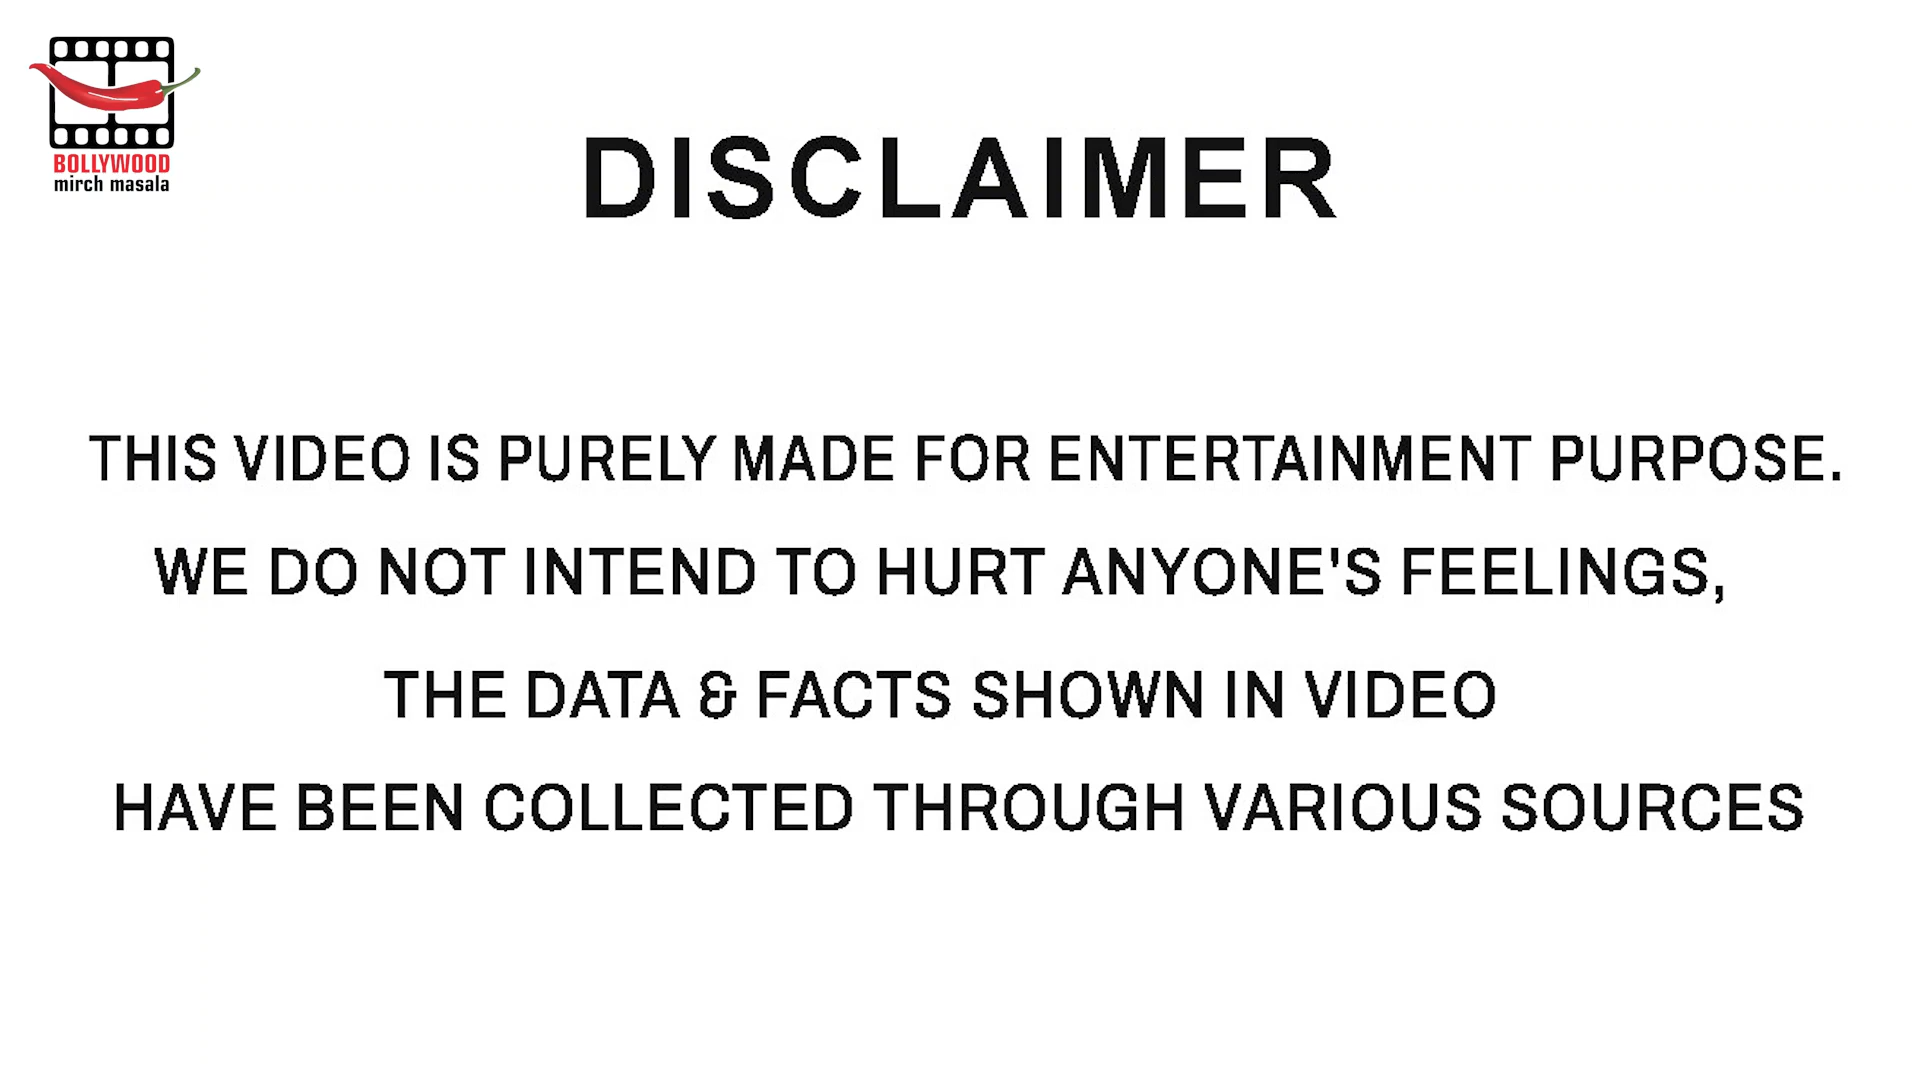 BOLLYWOOD
mirch masala
DISCLAIMER
THIS VIDEO IS PURELY MADE FOR ENTERTAINMENT PURPOSE.
WE DO NOT INTEND TO HURT ANYONE'S FEELINGS,
THE DATA & FACTS SHOWN IN VIDEO
HAVE BEEN COLLECTED THROUGH VARIOUS SOURCES